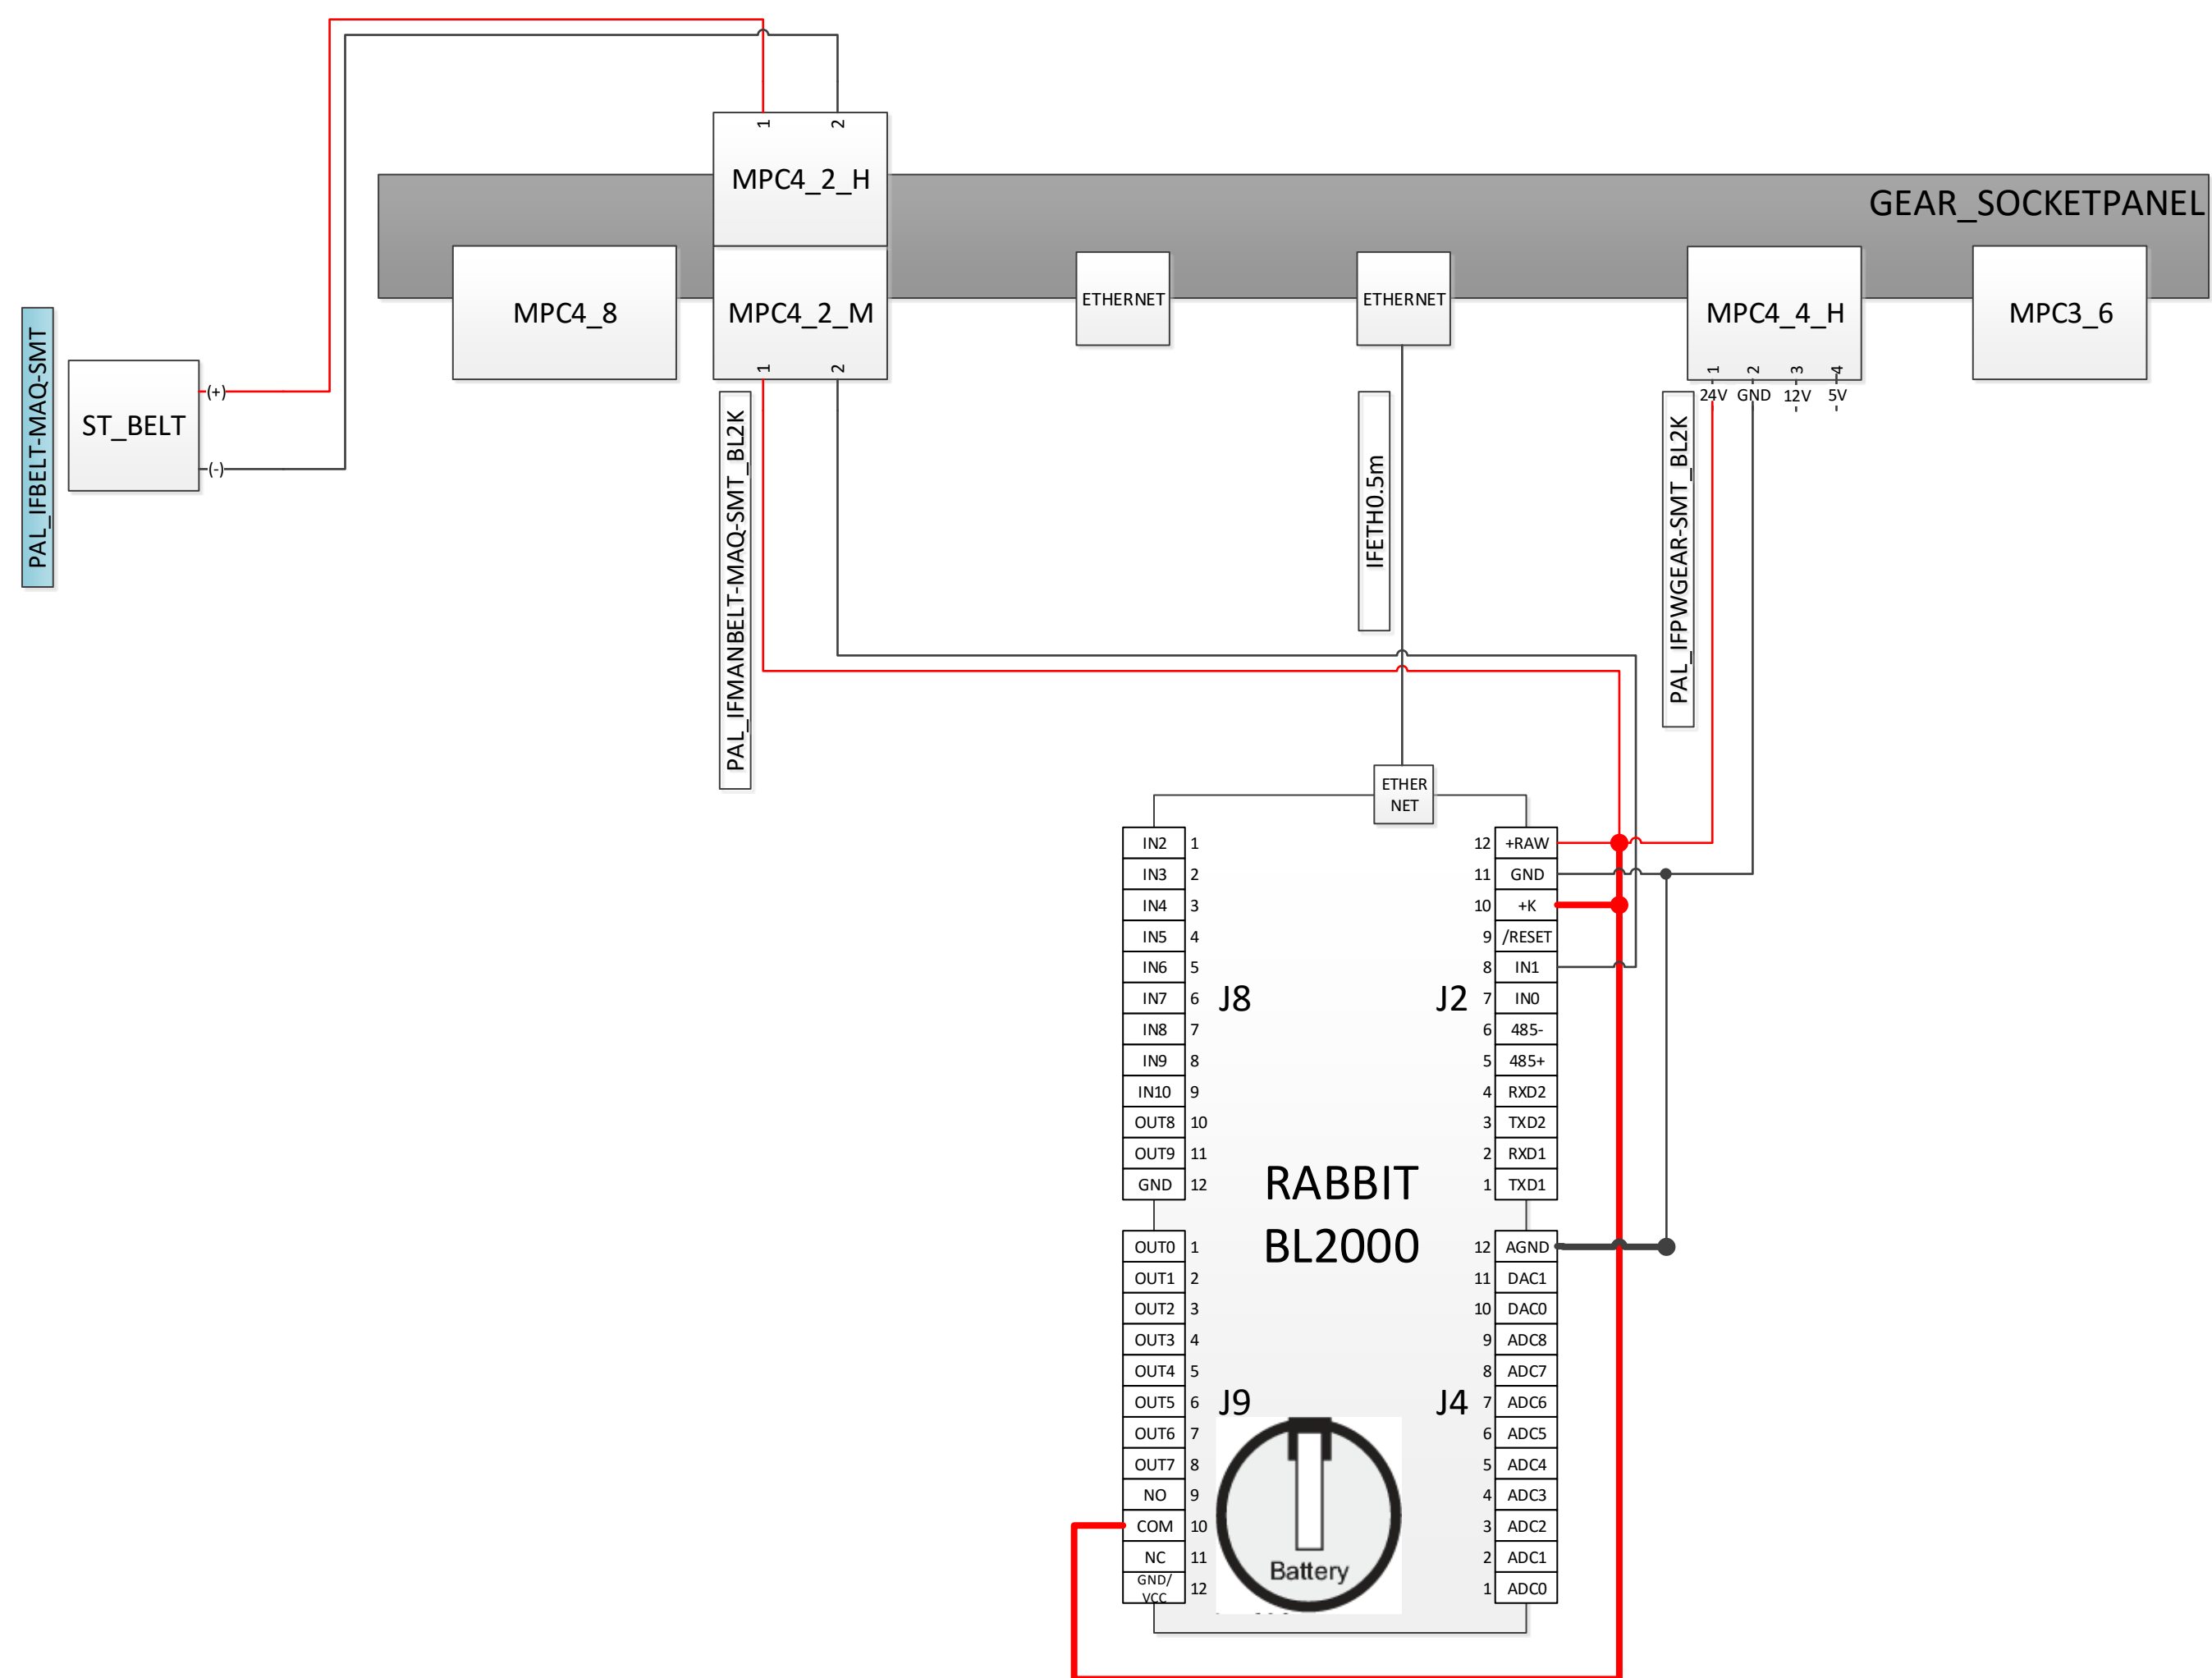 1
2
MPC4_2_H
GEAR_SOCKETPANEL
MPC4_8
MPC4_2_M
1
2
ETHERNET
ETHERNET
MPC4_4_H
1
2
3
4
24V
GND
12V
5V
MPC3_6
PAL_IFBELT-MAQ-SMT
ST_BELT
(+)
(-)
PAL_IFMANBELT-MAQ-SMT_BL2K
IFETH0.5m
PAL_IFPWGEAR-SMT_BL2K
ETHER
NET
IN2 1
IN3 2
IN4 3
IN5 4
IN6 5
IN7 6
IN8 7
IN9 8
IN10 9
OUT8 10
OUT9 11
GND 12
J8
J2
12 +RAW
11 GND
10 +K
9 /RESET
8 IN1
7 IN0
6 485-
5 485+
4 RXD2
3 TXD2
2 RXD1
1 TXD1
RABBIT
BL2000
OUT0 1
OUT1 2
OUT2 3
OUT3 4
OUT4 5
OUT5 6
OUT6 7
OUT7 8
NO 9
COM 10
NC 11
GND/
VCC 12
J9
J4
12 AGND
11 DAC1
10 DAC0
9 ADC8
8 ADC7
7 ADC6
6 ADC5
5 ADC4
4 ADC3
3 ADC2
2 ADC1
1 ADC0
Battery